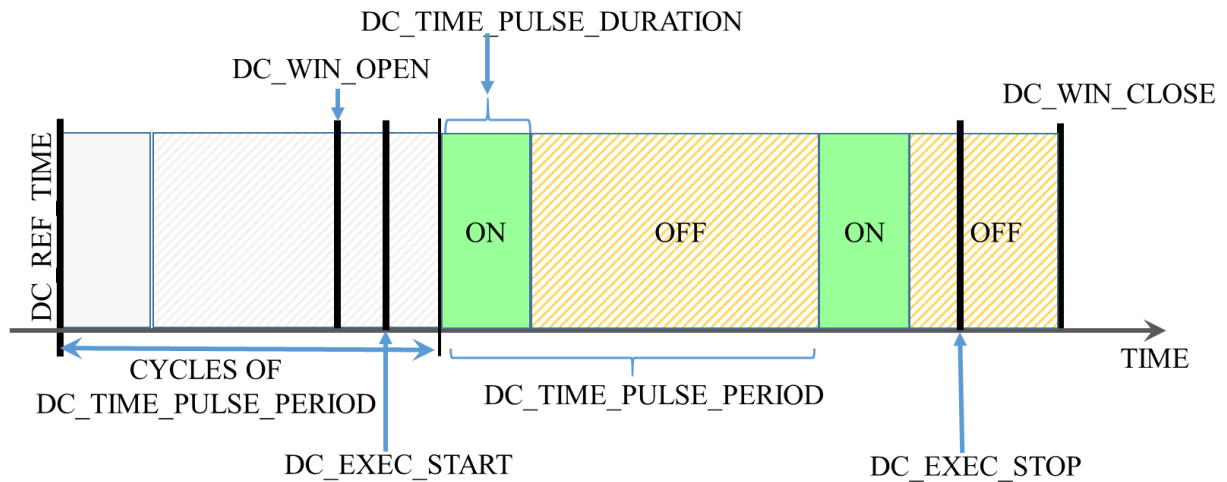 DC_TIME_PULSE_DURATION
DC_WIN_OPEN
DC_WIN_CLOSE
DC_REF_TIME
ON
OFF
ON
OFF
TIME
CYCLES OF
DC_TIME_PULSE_PERIOD
DC_TIME_PULSE_PERIOD
DC_EXEC_START
DC_EXEC_STOP